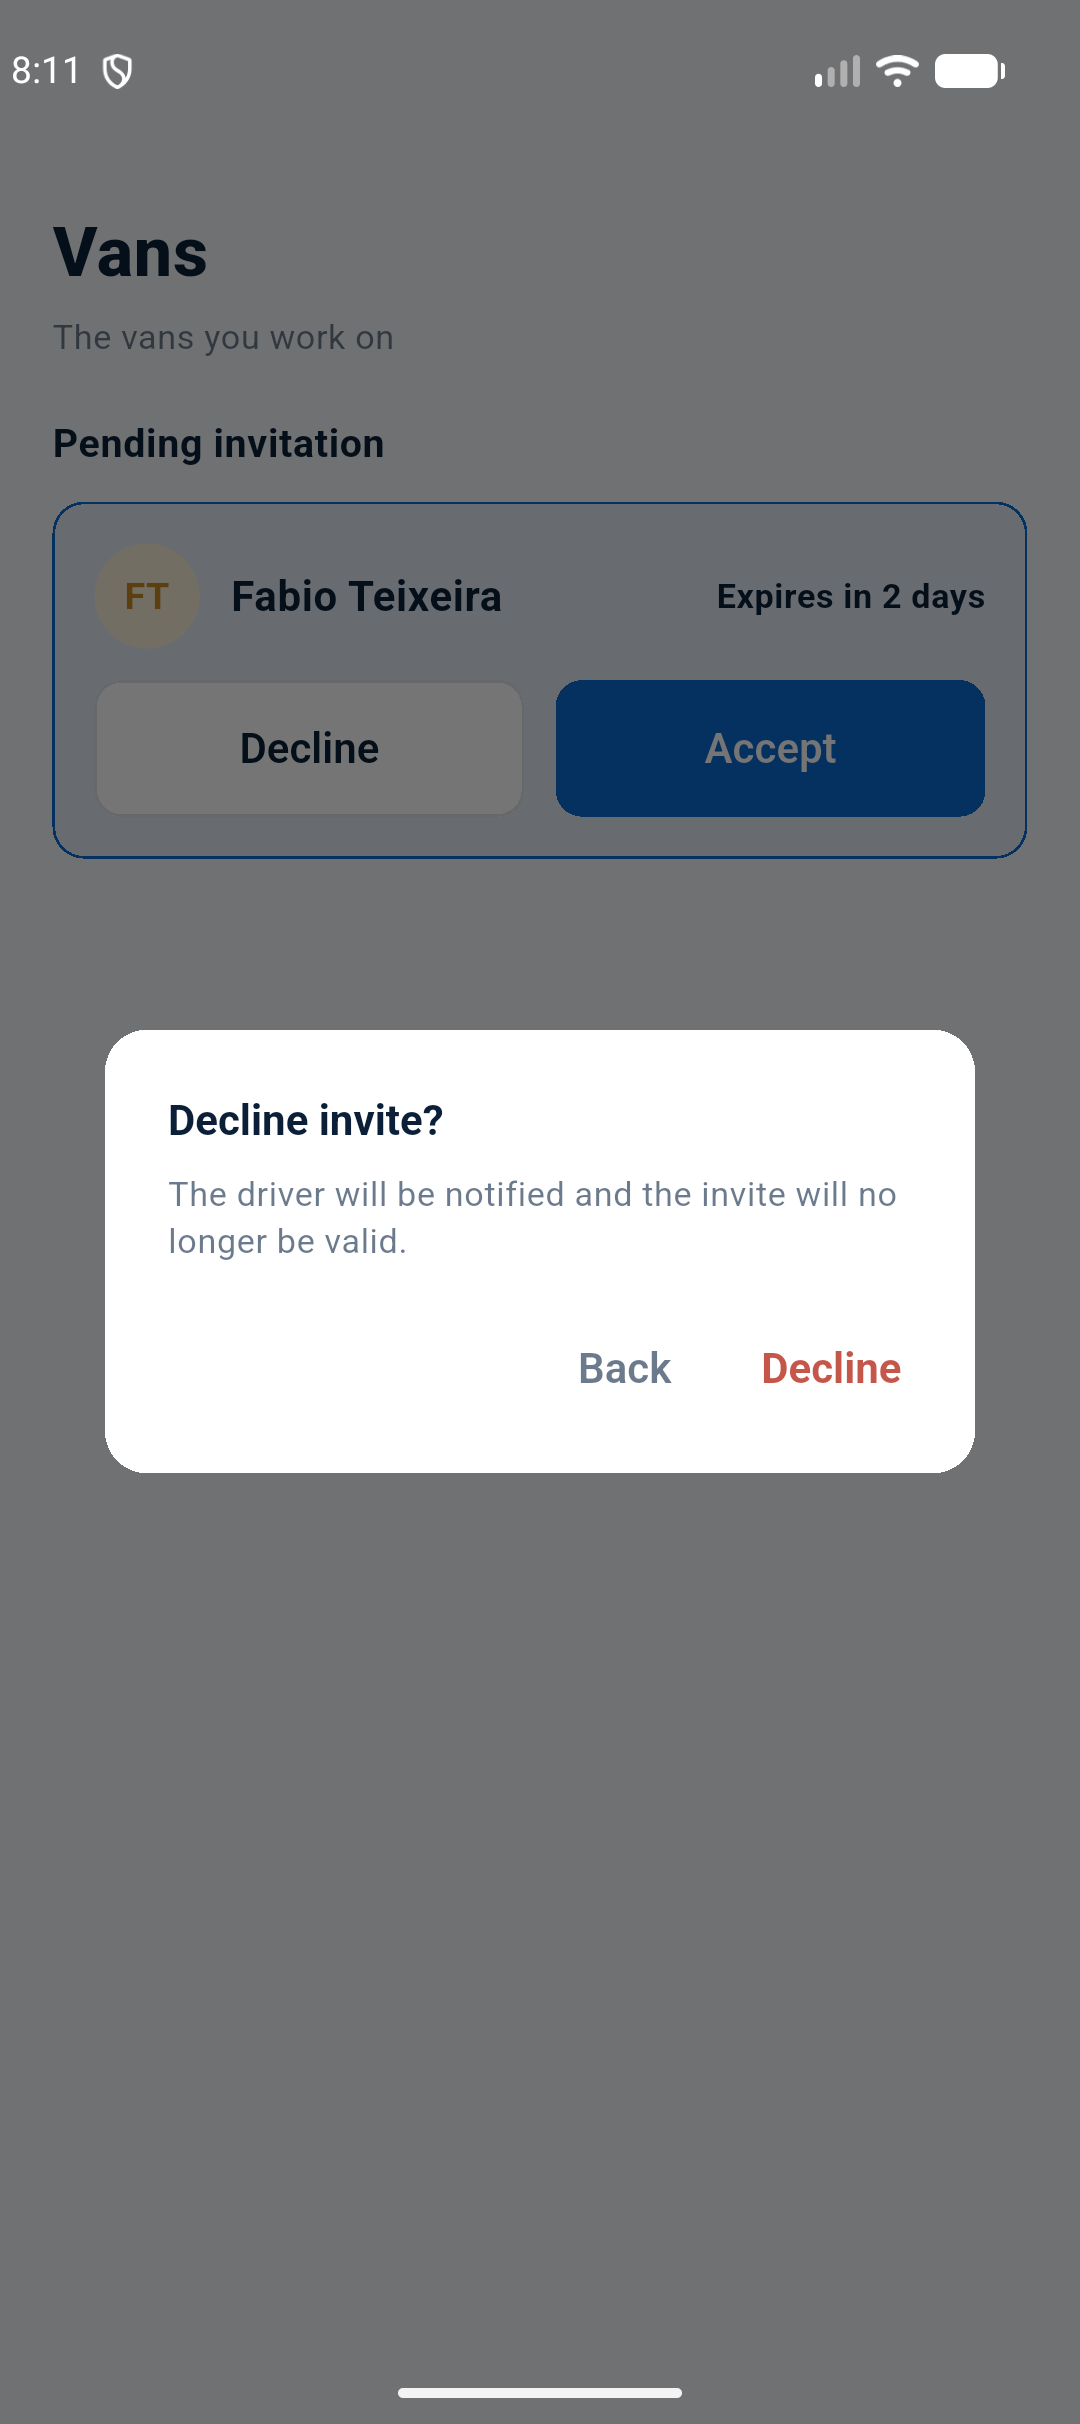 8:11
Vans
The vans you work on
Pending invitation
FT
Fabio Teixeira
Expires in 2 days
Decline
Accept
Decline invite?
The driver will be notified and the invite will no
longer be valid.
Back
Decline